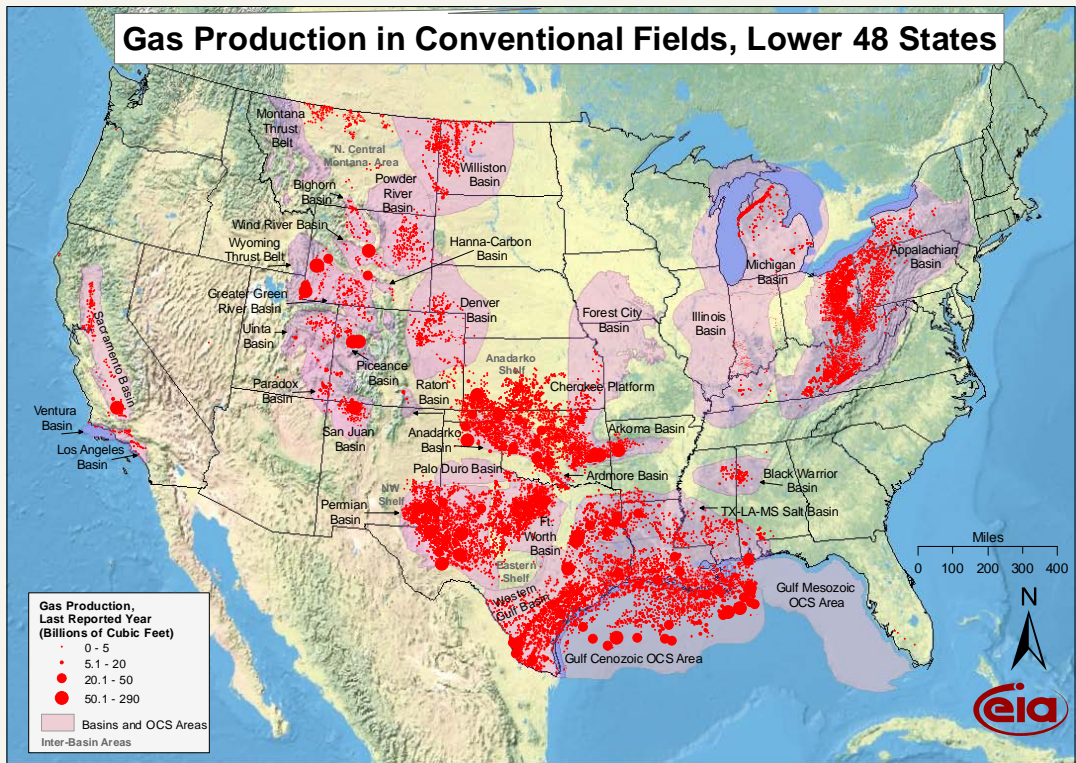 Gas Production in Conventional Fields, Lower 48 States
Montana
Thrust
Belt
N. Central
Montana Area
Williston
Basin
Powder
River
Basin
Bighorn
Basin
Wind River Basin
Wyoming
Thrust Belt
Hanna-Carbon
Basin
Greater Green
River Basin
Denver
Basin
Uinta
Basin
Piceance
Basin
Sacramento Basin
Paradox
Basin
San Juan
Basin
Raton
Basin
Anadarko
Shelf
Forest City
Basin
Cherokee Platform
Illinois
Basin
Michigan
Basin
Appalachian
Basin
Ventura
Basin
Los Angeles
Basin
Anadarko
Basin
Arkoma Basin
Ardmore Basin
Palo Duro Basin
NW
Shelf
Permian
Basin
Ft.
Worth
Basin
Eastern
Shelf
Black Warrior
Basin
TX-LA-MS Salt Basin
Western
Gulf Basin
Gulf Cenozoic OCS Area
Gulf Mesozoic
OCS Area
Miles
0 100 200 300 400
N
Gas Production,
Last Reported Year
(Billions of Cubic Feet)
0 - 5
5.1 - 20
20.1 - 50
50.1 - 290
Basins and OCS Areas
Inter-Basin Areas
eia